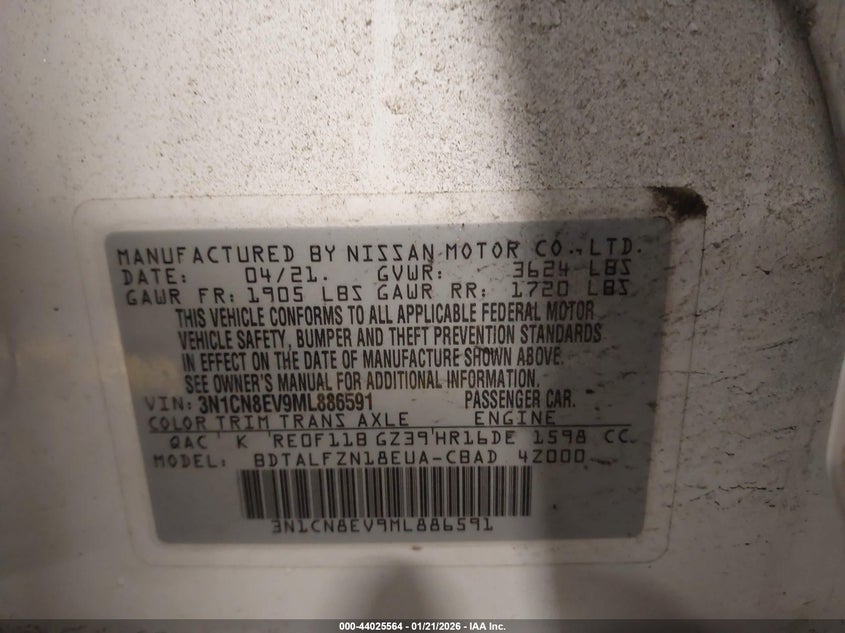 MANUFACTURED BY NISSAN MOTOR CO., LTD.
DATE: 04/21. GVWR: 3624 LBS
GAWR FR: 1905 LBS GAWR RR: 1720 LBS
THIS VEHICLE CONFORMS TO ALL APPLICABLE FEDERAL MOTOR
VEHICLE SAFETY, BUMPER AND THEFT PREVENTION STANDARDS
IN EFFECT ON THE DATE OF MANUFACTURE SHOWN ABOVE.
SEE OWNER'S MANUAL FOR ADDITIONAL INFORMATION.
VIN: 3N1CN8EV9ML886591 PASSENGER CAR.
COLOR TRIM TRANS AXLE ENGINE
QAC K RE0F11B GZ39 HR16DE 1598 CC
MODEL: BDTALFZN18EUA-CBAD 4Z000
3N1CN8EV9ML886591
000-44025564 | 01/21/2026 - IAA Inc.